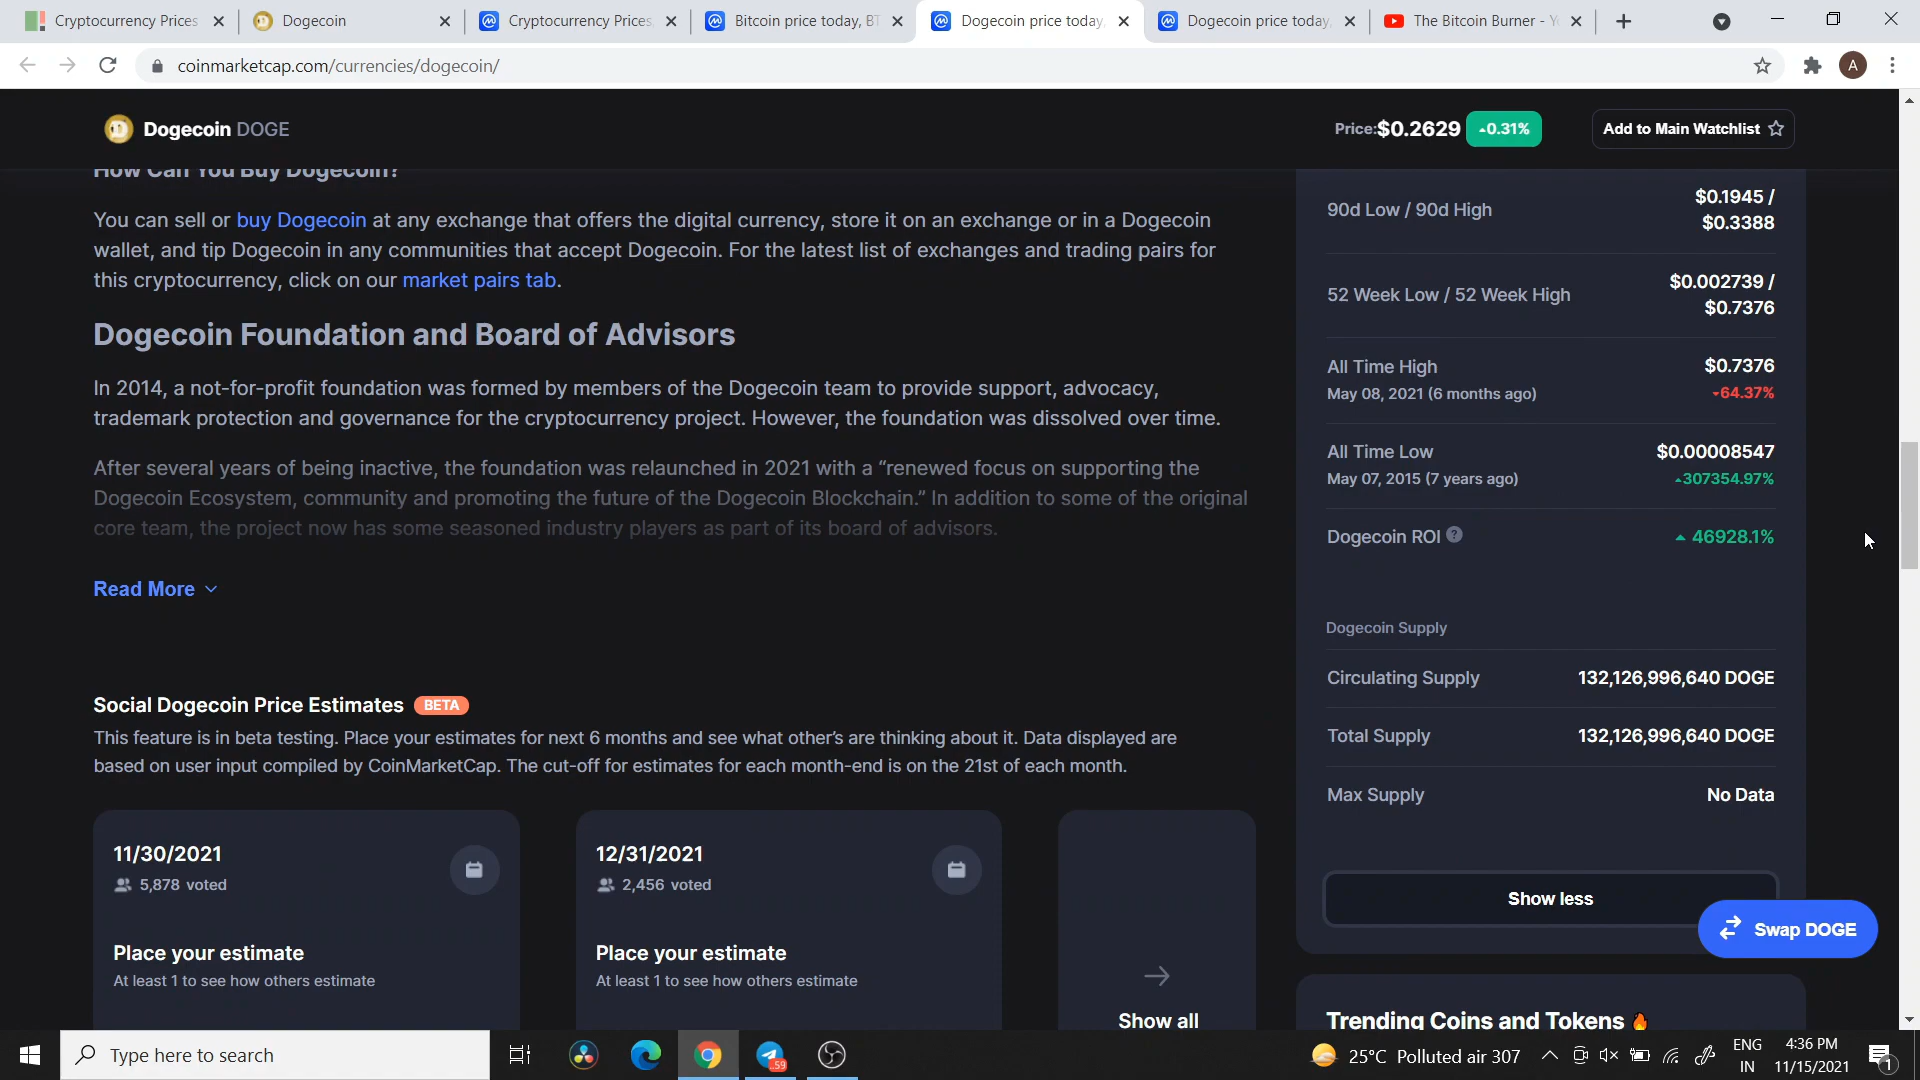 Cryptocurrency Prices
Dogecoin
Cryptocurrency Prices,
Bitcoin price today, BT
Dogecoin price today,
Dogecoin price today,
The Bitcoin Burner - Y
coinmarketcap.com/currencies/dogecoin/
A
Dogecoin DOGE
Price:$0.2629
0.31%
Add to Main Watchlist
How Can You Buy Dogecoin?
You can sell or buy Dogecoin at any exchange that offers the digital currency, store it on an exchange or in a Dogecoin
wallet, and tip Dogecoin in any communities that accept Dogecoin. For the latest list of exchanges and trading pairs for
this cryptocurrency, click on our market pairs tab.
Dogecoin Foundation and Board of Advisors
In 2014, a not-for-profit foundation was formed by members of the Dogecoin team to provide support, advocacy,
trademark protection and governance for the cryptocurrency project. However, the foundation was dissolved over time.
After several years of being inactive, the foundation was relaunched in 2021 with a “renewed focus on supporting the
Dogecoin Ecosystem, community and promoting the future of the Dogecoin Blockchain.” In addition to some of the original
core team, the project now has some seasoned industry players as part of its board of advisors.
Read More
Social Dogecoin Price Estimates BETA
This feature is in beta testing. Place your estimates for next 6 months and see what other’s are thinking about it. Data displayed are
based on user input compiled by CoinMarketCap. The cut-off for estimates for each month-end is on the 21st of each month.
11/30/2021
5,878 voted
Place your estimate
At least 1 to see how others estimate
12/31/2021
2,456 voted
Place your estimate
At least 1 to see how others estimate
Show all
90d Low / 90d High
$0.1945 /
$0.3388
52 Week Low / 52 Week High
$0.002739 /
$0.7376
All Time High
$0.7376
May 08, 2021 (6 months ago)
64.37%
All Time Low
$0.00008547
May 07, 2015 (7 years ago)
307354.97%
Dogecoin ROI ?
46928.1%
Dogecoin Supply
Circulating Supply
132,126,996,640 DOGE
Total Supply
132,126,996,640 DOGE
Max Supply
No Data
Show less
Swap DOGE
Trending Coins and Tokens
Type here to search
59
25°C Polluted air 307
ENG
IN
4:36 PM
11/15/2021
1